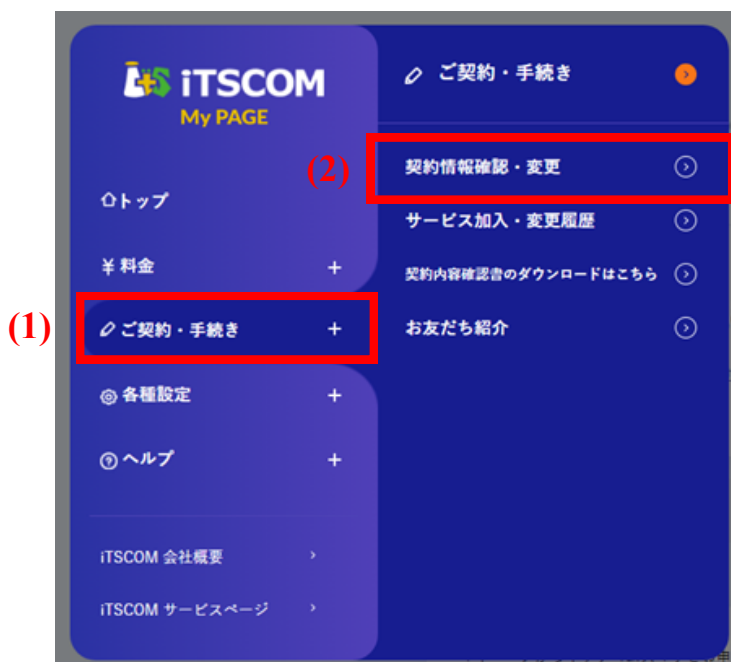 iTSCOM
My PAGE
トップ
¥ 料金 +
(1)
ご契約・手続き +
各種設定 +
ヘルプ +
iTSCOM 会社概要 >
iTSCOM サービスページ >
ご契約・手続き
(2)
契約情報確認・変更
サービス加入・変更履歴
契約内容確認書のダウンロードはこちら
お友だち紹介